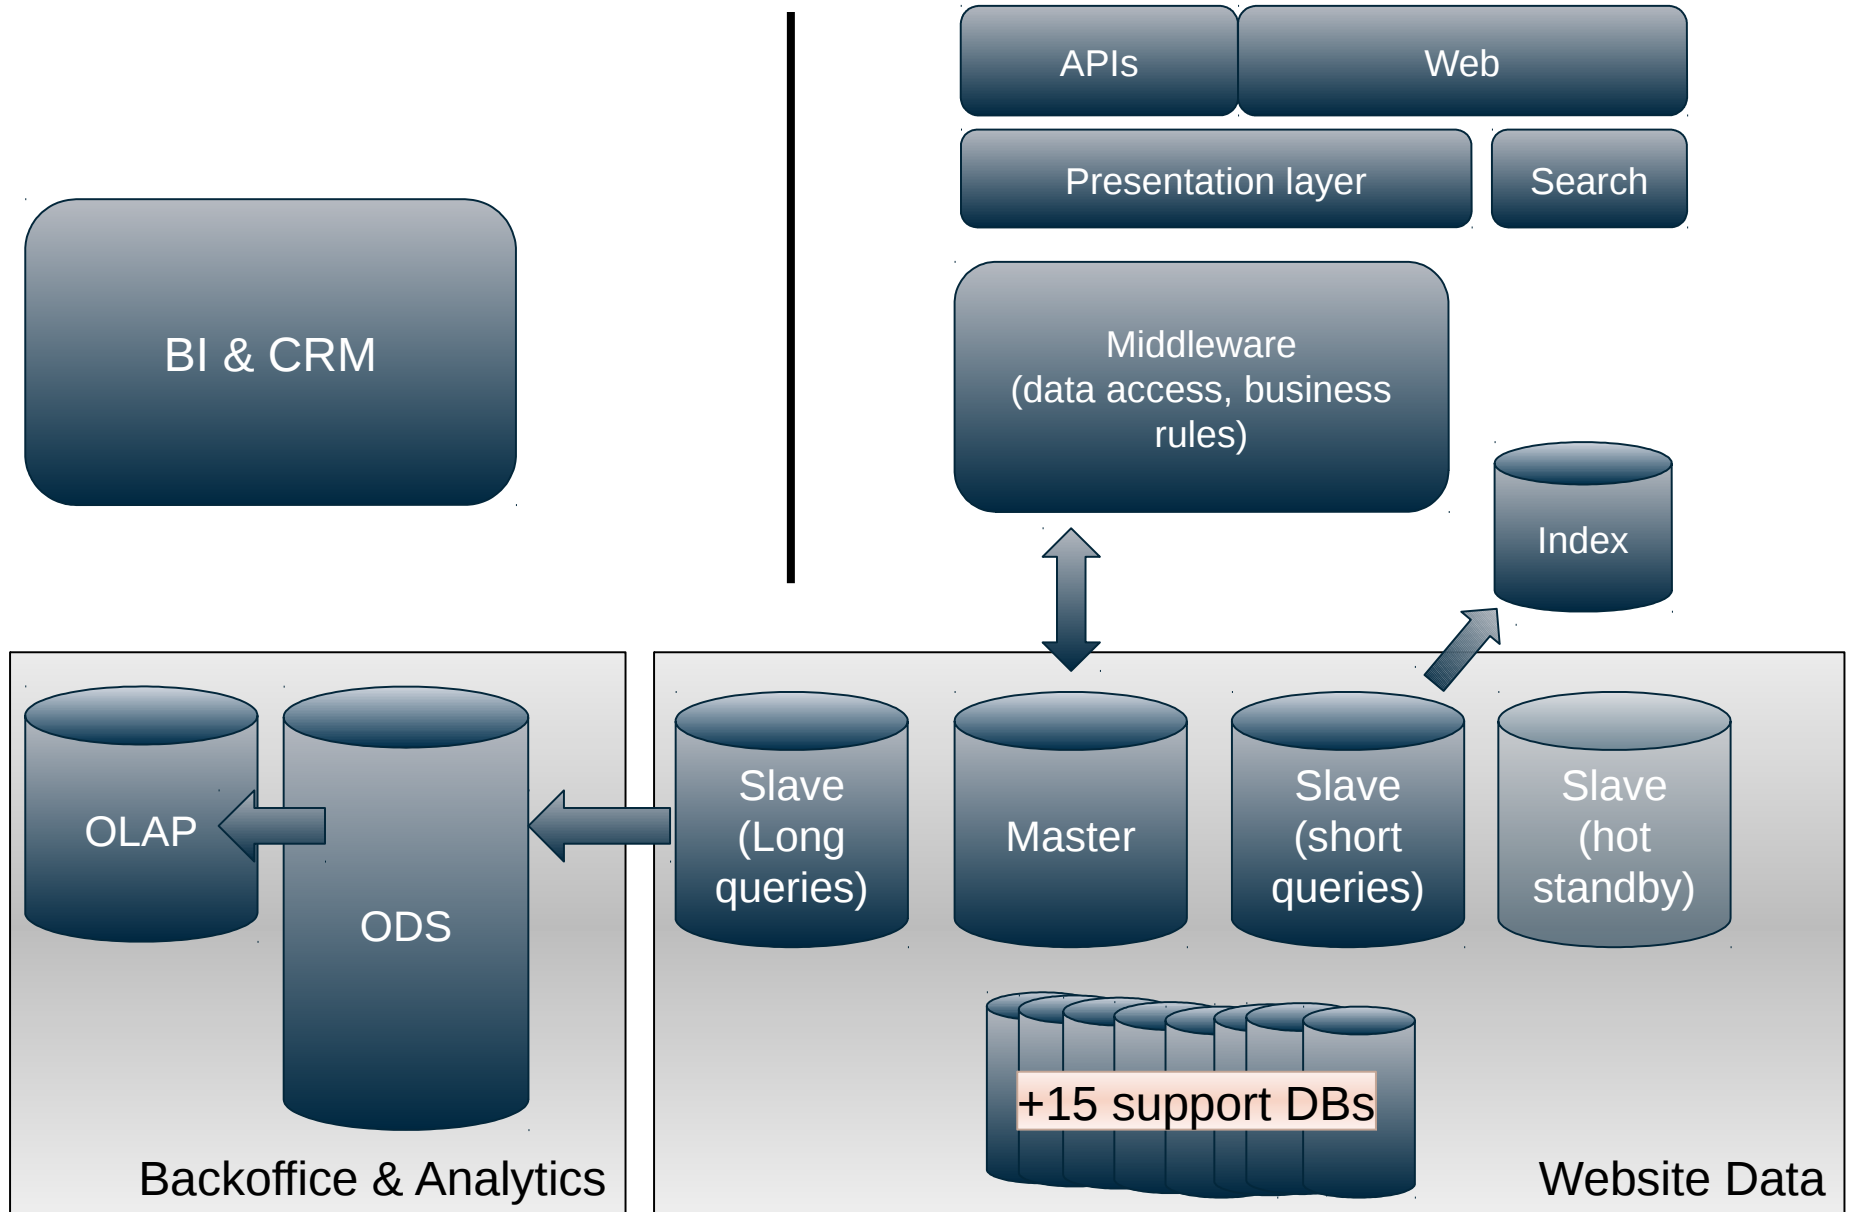 APIs
Web
Presentation layer
Search
BI & CRM
Middleware
(data access, business
rules)
Index
OLAP
ODS
Slave
(Long
queries)
Master
Slave
(short
queries)
Slave
(hot
standby)
+15 support DBs
Backoffice & Analytics
Website Data